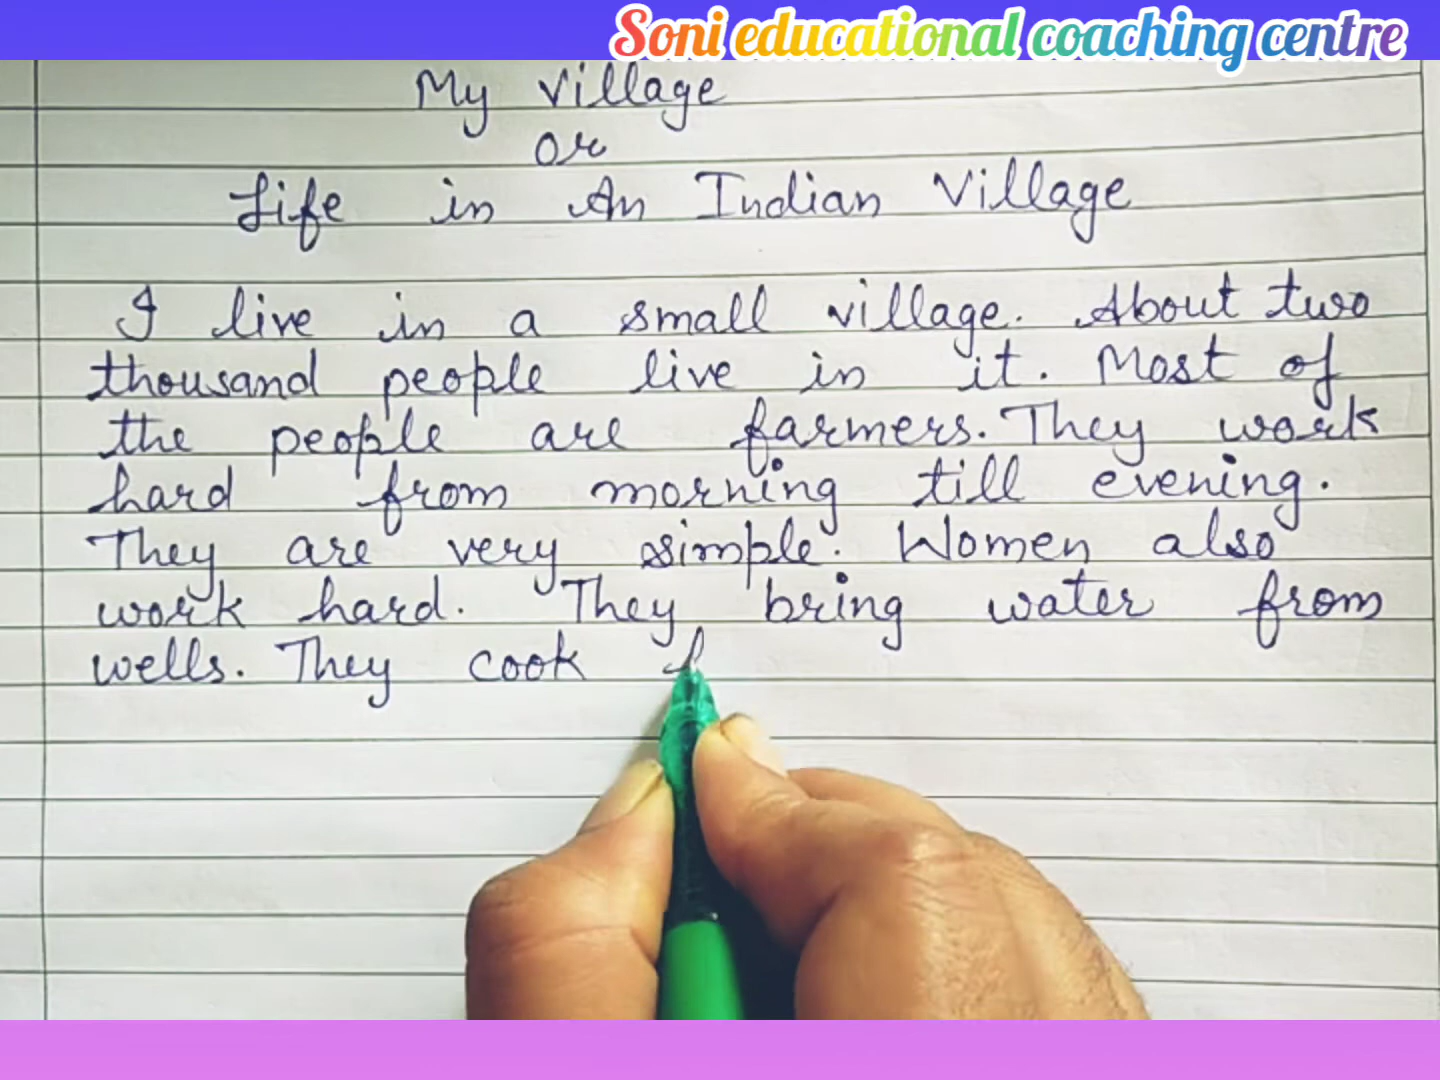 Soni educational coaching centre
My Village
Or
Life in An Indian Village
I live in a small village. About two
thousand people live in it. Most of
the people are farmers. They work
hard from morning till evening.
They are very simple. Women also
work hard. They bring water from
wells. They cook